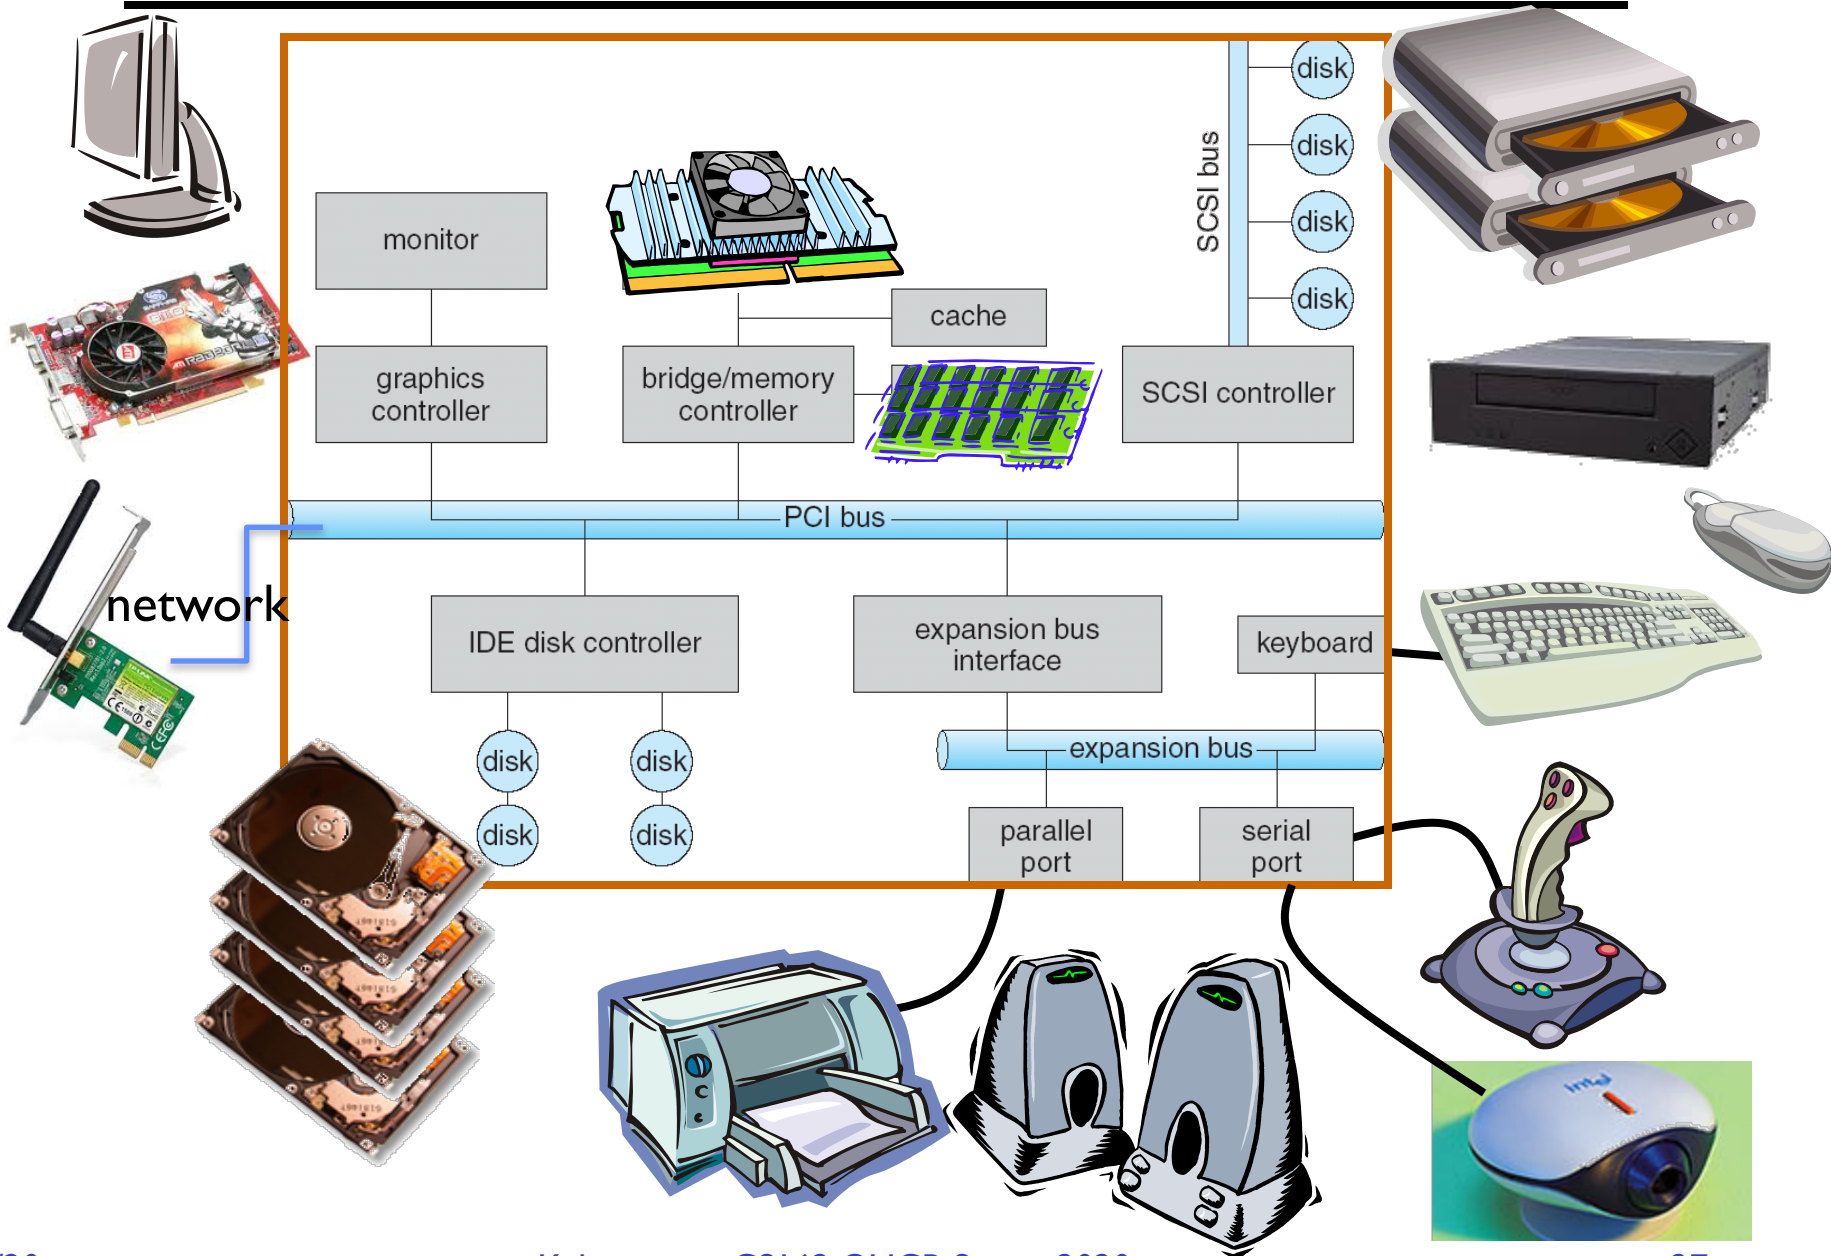 disk
disk
SCSI bus
disk
disk
monitor
cache
graphics
controller
bridge/memory
controller
SCSI controller
PCI bus
network
IDE disk controller
expansion bus
interface
keyboard
disk
disk
expansion bus
disk
disk
parallel
port
serial
port
intel